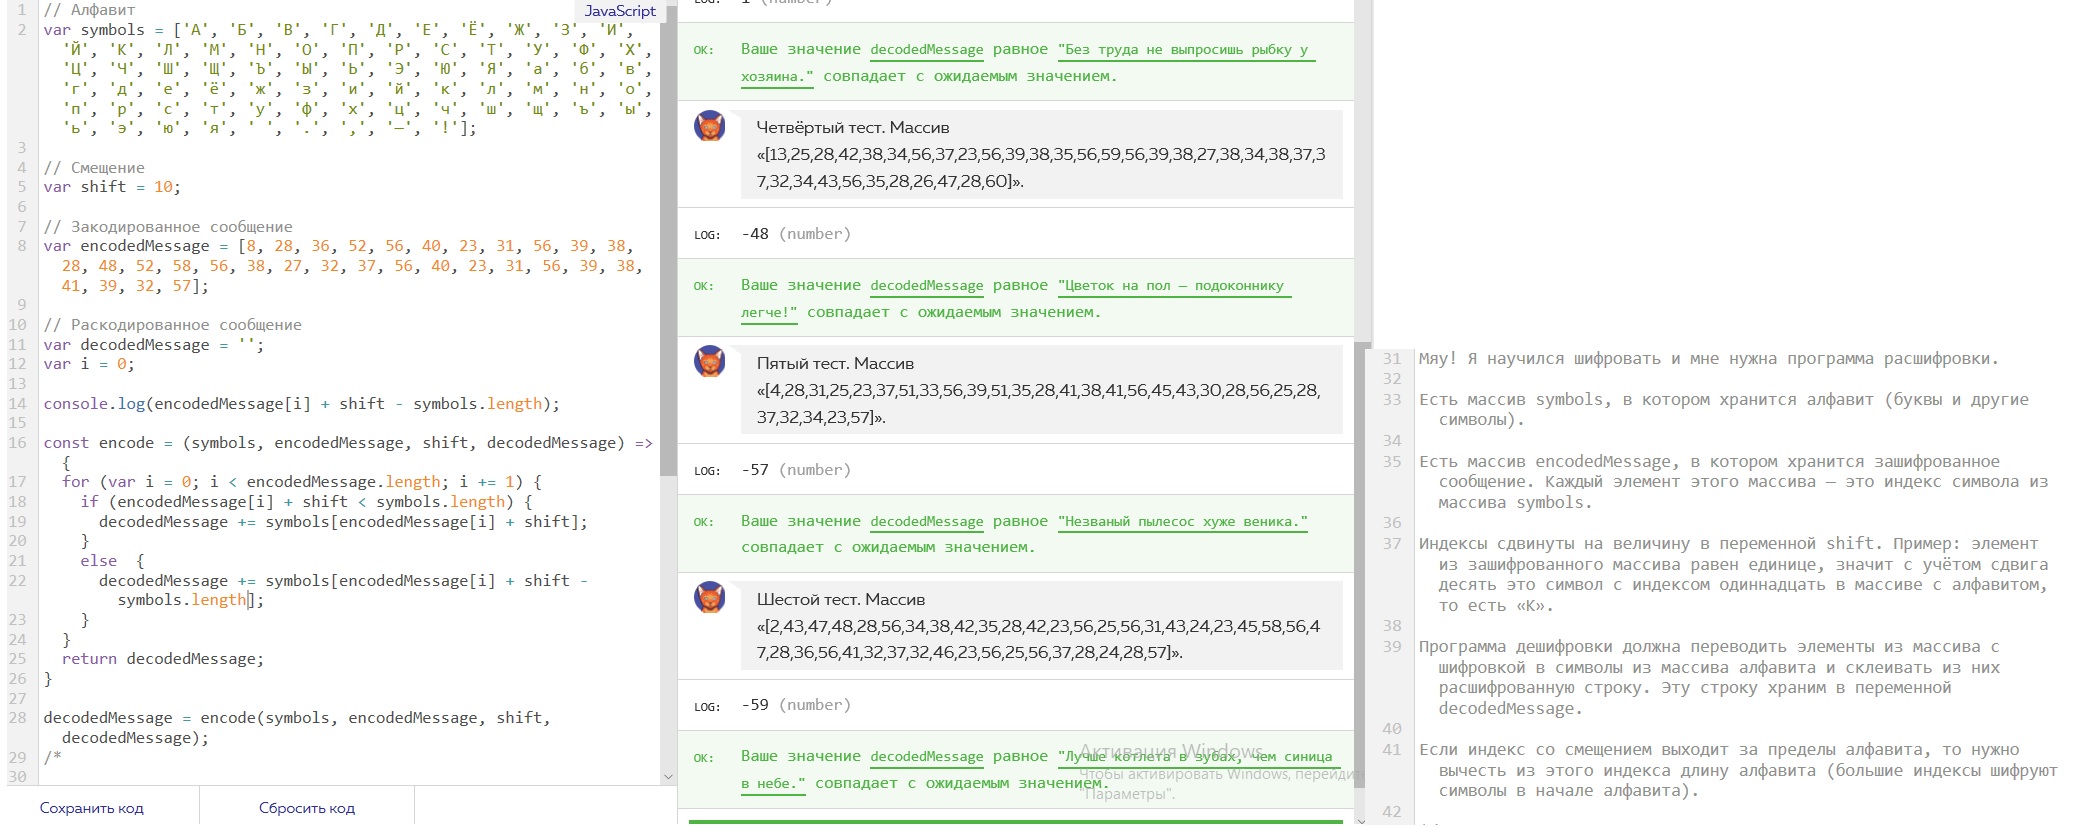 JavaScript
1 // Алфавит
2 var symbols = ['А', 'Б', 'В', 'Г', 'Д', 'Е', 'Ё', 'Ж', 'З', 'И',
'Й', 'К', 'Л', 'М', 'Н', 'О', 'П', 'Р', 'С', 'Т', 'У', 'Ф', 'Х',
'Ц', 'Ч', 'Ш', 'Щ', 'Ъ', 'Ы', 'Ь', 'Э', 'Ю', 'Я', 'а', 'б', 'в',
'г', 'д', 'е', 'ё', 'ж', 'з', 'и', 'й', 'к', 'л', 'м', 'н', 'о',
'п', 'р', 'с', 'т', 'у', 'ф', 'х', 'ц', 'ч', 'ш', 'щ', 'ъ', 'ы',
'ь', 'э', 'ю', 'я', ' ', '.', ',', '—', '!'];
3
4 // Смещение
5 var shift = 10;
6
7 // Закодированное сообщение
8 var encodedMessage = [8, 28, 36, 52, 56, 40, 23, 31, 56, 39, 38,
28, 48, 52, 58, 56, 38, 27, 32, 37, 56, 40, 23, 31, 56, 39, 38,
41, 39, 32, 57];
9
10 // Раскодированное сообщение
11 var decodedMessage = '';
12 var i = 0;
13
14 console.log(encodedMessage[i] + shift - symbols.length);
15
16 const encode = (symbols, encodedMessage, shift, decodedMessage) =>
{
17 for (var i = 0; i < encodedMessage.length; i += 1) {
18 if (encodedMessage[i] + shift < symbols.length) {
19 decodedMessage += symbols[encodedMessage[i] + shift];
20 }
21 else {
22 decodedMessage += symbols[encodedMessage[i] + shift -
symbols.length];
23 }
24 }
25 return decodedMessage;
26 }
27
28 decodedMessage = encode(symbols, encodedMessage, shift,
decodedMessage);
29 /*
30
Сохранить код Сбросить код
(number)
OK: Ваше значение decodedMessage равное "Без труда не выпросишь рыбку у
хозяина." совпадает с ожидаемым значением.
Четвёртый тест. Массив
«[13,25,28,42,38,34,56,37,23,56,39,38,35,56,59,56,39,38,27,38,34,38,37,3
7,32,34,43,56,35,28,26,47,28,60]».
LOG: -48 (number)
OK: Ваше значение decodedMessage равное "Цветок на пол — подоконнику
легче!" совпадает с ожидаемым значением.
Пятый тест. Массив
«[4,28,31,25,23,37,51,33,56,39,51,35,28,41,38,41,56,45,43,30,28,56,25,28,
37,32,34,23,57]».
LOG: -57 (number)
OK: Ваше значение decodedMessage равное "Незваный пылесос хуже веника."
совпадает с ожидаемым значением.
Шестой тест. Массив
«[2,43,47,48,28,56,34,38,42,35,28,42,23,56,25,56,31,43,24,23,45,58,56,4
7,28,36,56,41,32,37,32,46,23,56,25,56,37,28,24,28,57]».
LOG: -59 (number)
OK: Ваше значение decodedMessage равное "Лучше котлета в зубах, чем синица
в небе." совпадает с ожидаемым значением.
Активация Windows
Чтобы активировать Windows, перейдит
"Параметры".
31 Мяу! Я научился шифровать и мне нужна программа расшифровки.
32
33 Есть массив symbols, в котором хранится алфавит (буквы и другие
символы).
34
35 Есть массив encodedMessage, в котором хранится зашифрованное
сообщение. Каждый элемент этого массива — это индекс символа из
массива symbols.
36
37 Индексы сдвинуты на величину в переменной shift. Пример: элемент
из зашифрованного массива равен единице, значит с учётом сдвига
десять это символ с индексом одиннадцать в массиве с алфавитом,
то есть «К».
38
39 Программа дешифровки должна переводить элементы из массива с
шифровкой в символы из массива алфавита и склеивать из них
расшифрованную строку. Эту строку храним в переменной
decodedMessage.
40
41 Если индекс со смещением выходит за пределы алфавита, то нужно
вычесть из этого индекса длину алфавита (большие индексы шифруют
символы в начале алфавита).
42